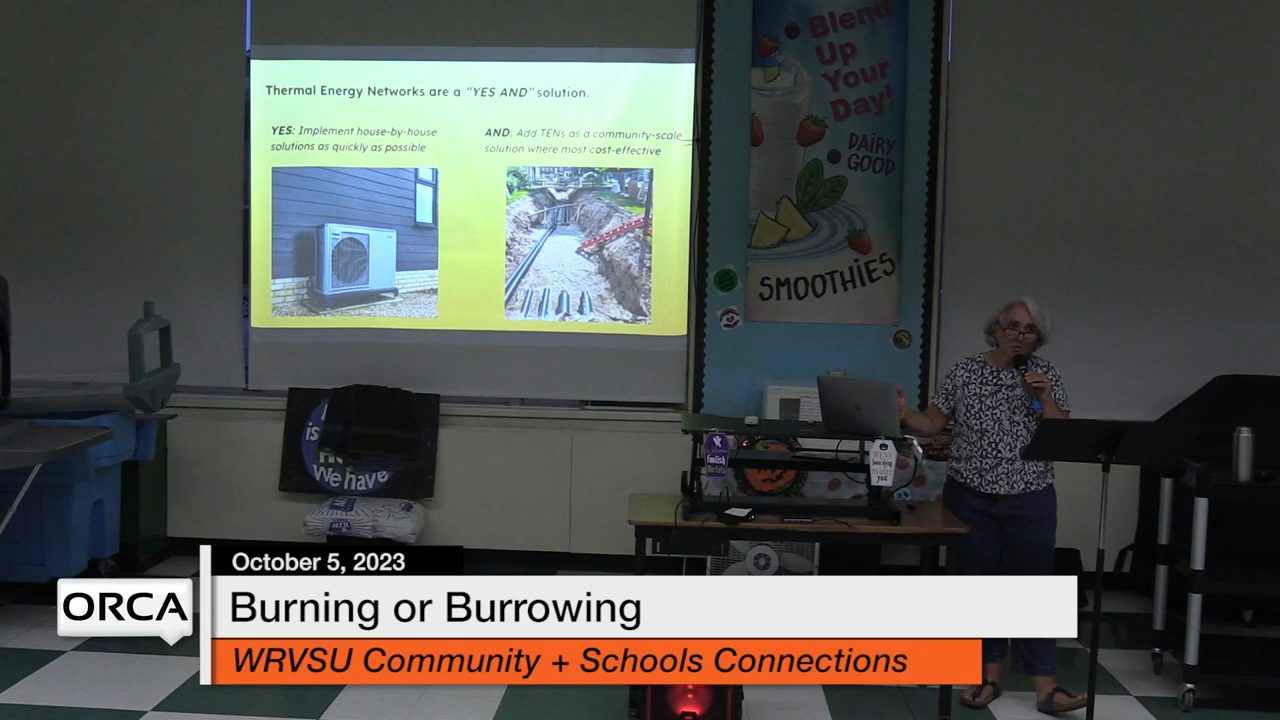 Thermal Energy Networks are a "YES AND" solution.
YES: Implement house-by-house
solutions as quickly as possible
AND: Add TENs as a community-scale
solution where most cost-effective
Blend
Up
Your
Day!
DAIRY
GOOD
SMOOTHIES
is
We have
October 5, 2023
ORCA
Burning or Burrowing
WRVSU Community + Schools Connections